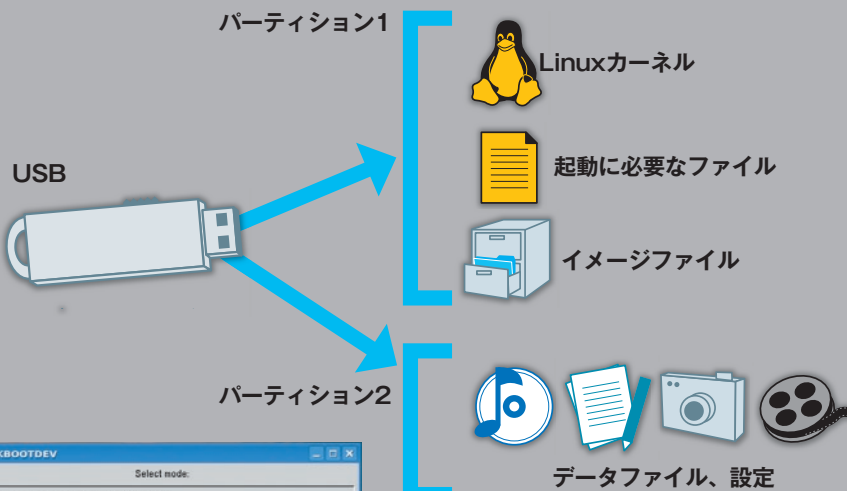 パーティション1
Linuxカーネル
起動に必要なファイル
イメージファイル
USB
パーティション2
データファイル、設定
KBOOTDEV
Select mode: